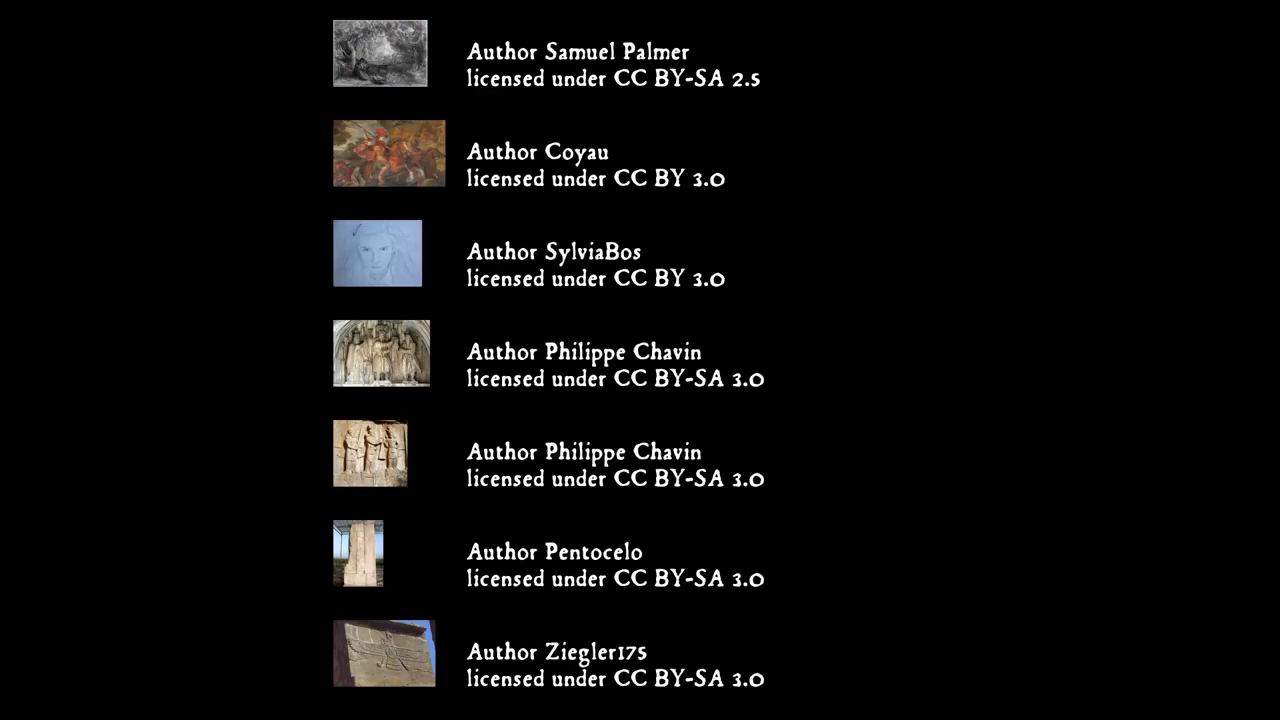 Author Samuel Palmer
licensed under CC BY-SA 2.5
Author Coyau
licensed under CC BY 3.0
Author SylviaBos
licensed under CC BY 3.0
Author Philippe Chavin
licensed under CC BY-SA 3.0
Author Philippe Chavin
licensed under CC BY-SA 3.0
Author Pentocelo
licensed under CC BY-SA 3.0
Author Ziegler175
licensed under CC BY-SA 3.0